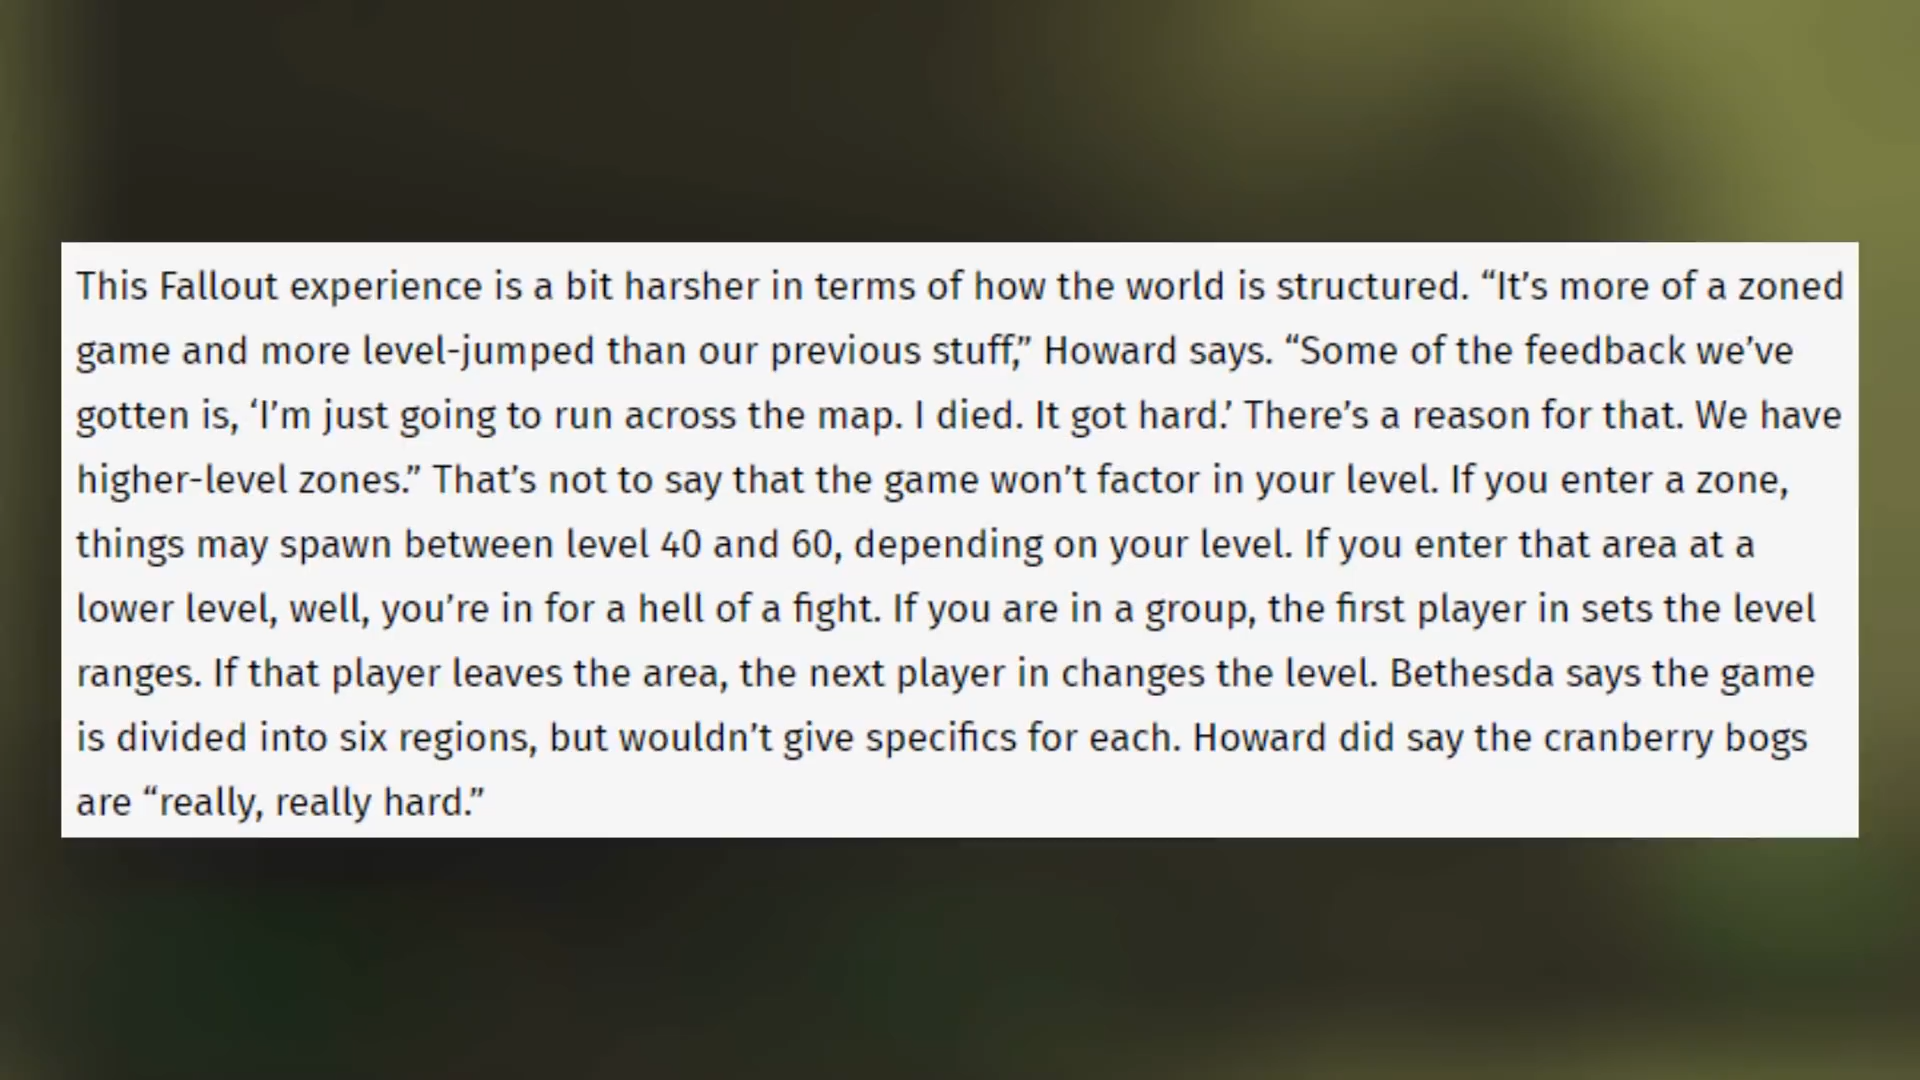 This Fallout experience is a bit harsher in terms of how the world is structured. “It’s more of a zoned
game and more level-jumped than our previous stuff,” Howard says. “Some of the feedback we’ve
gotten is, ‘I’m just going to run across the map. I died. It got hard.’ There’s a reason for that. We have
higher-level zones.” That’s not to say that the game won’t factor in your level. If you enter a zone,
things may spawn between level 40 and 60, depending on your level. If you enter that area at a
lower level, well, you’re in for a hell of a fight. If you are in a group, the first player in sets the level
ranges. If that player leaves the area, the next player in changes the level. Bethesda says the game
is divided into six regions, but wouldn’t give specifics for each. Howard did say the cranberry bogs
are “really, really hard.”